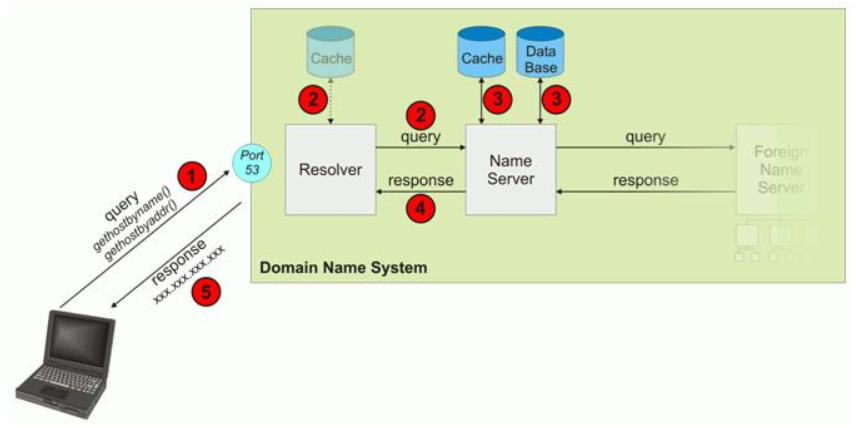 Cache
Cache
Data
Base
2
3
3
2
query
query
Port
53
Resolver
Name
Server
Foreign
Name
Server
1
query
gethostbyname()
gethostbyaddr()
response
response
4
response
xxx.xxx.xxx.xxx
5
Domain Name System